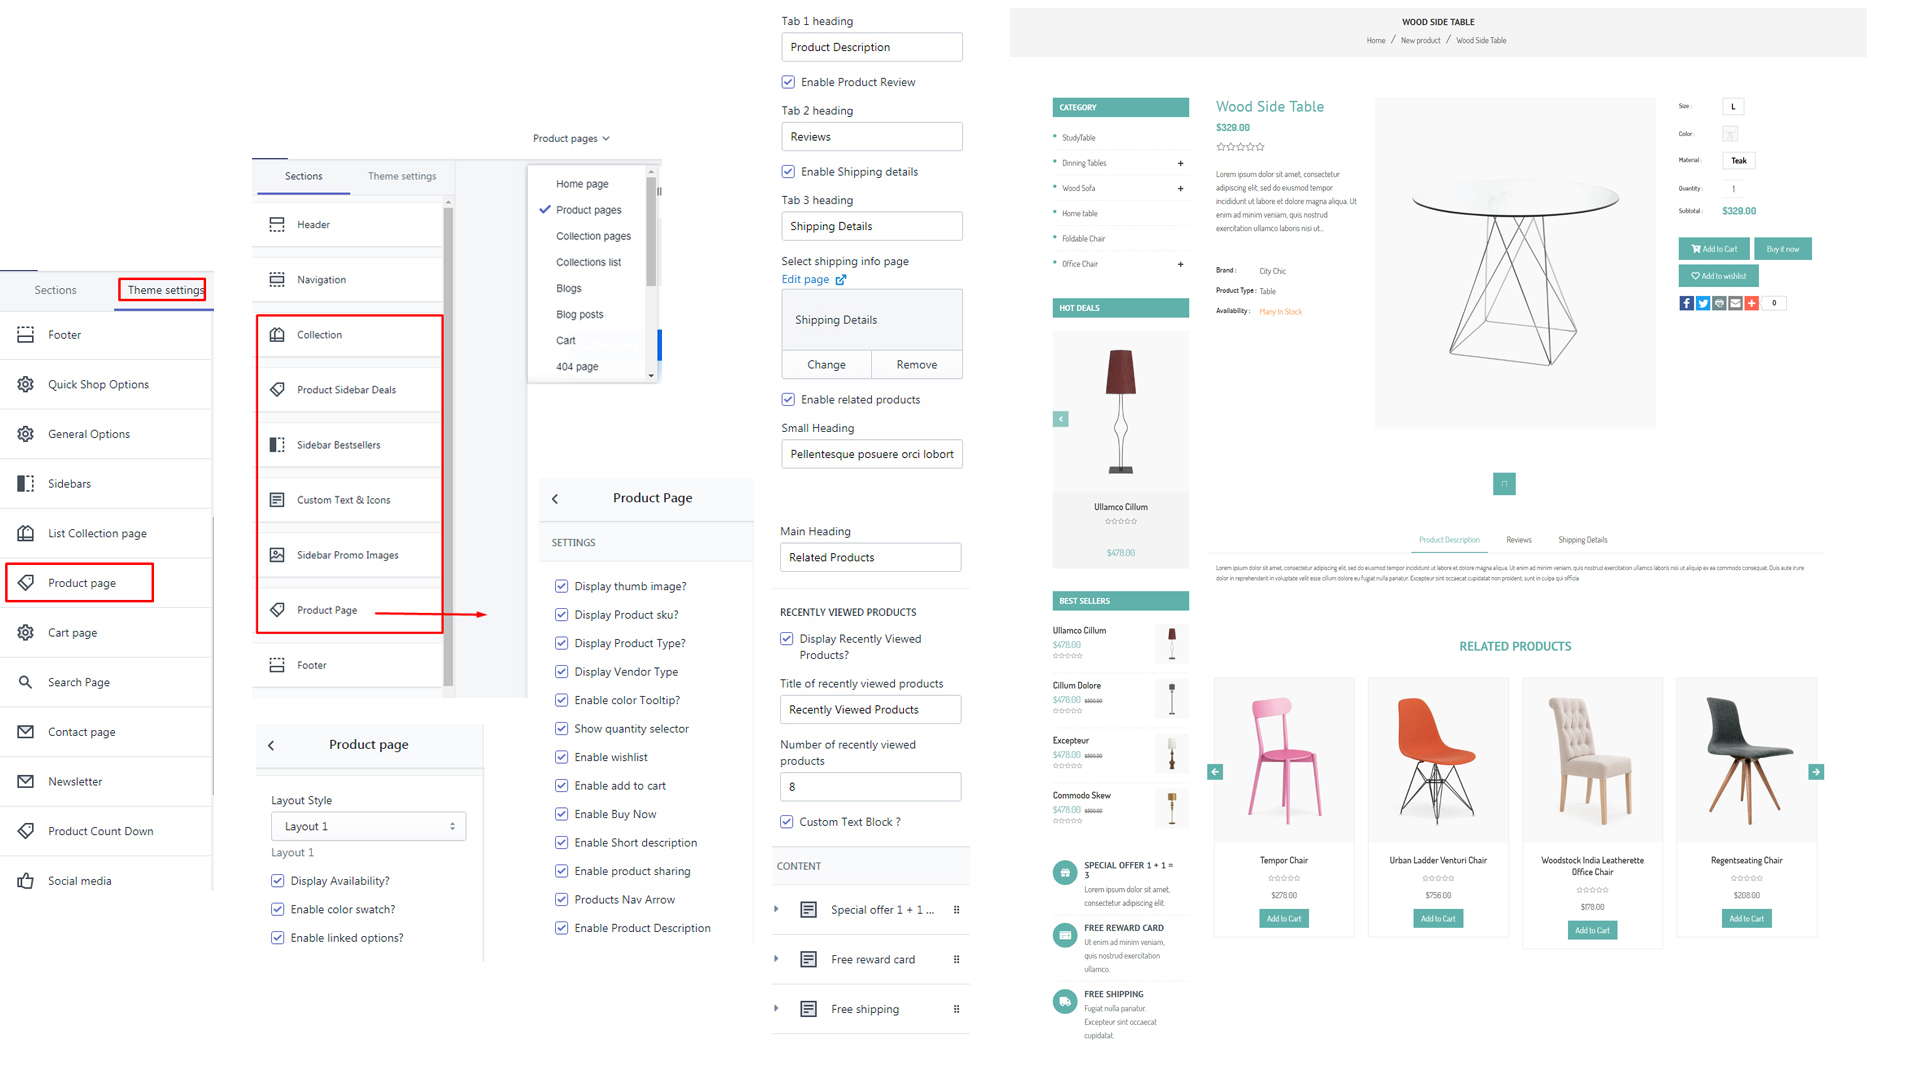 Sections
Theme settings
Footer
Quick Shop Options
General Options
Sidebars
List Collection page
Product page
Cart page
Search Page
Contact page
Newsletter
Product Count Down
Social media
Product pages
Sections
Theme settings
Header
Navigation
Collection
Product Sidebar Deals
Sidebar Bestsellers
Custom Text & Icons
Sidebar Promo Images
Product Page
Footer
Home page
Product pages
Collection pages
Collections list
Blogs
Blog posts
Cart
404 page
Product page
Layout Style
Layout 1
Layout 1
Display Availability?
Enable color swatch?
Enable linked options?
Product Page
SETTINGS
Display thumb image?
Display Product sku?
Display Product Type?
Display Vendor Type
Enable color Tooltip?
Show quantity selector
Enable wishlist
Enable add to cart
Enable Buy Now
Enable Short description
Enable product sharing
Products Nav Arrow
Enable Product Description
Tab 1 heading
Product Description
Enable Product Review
Tab 2 heading
Reviews
Enable Shipping details
Tab 3 heading
Shipping Details
Select shipping info page
Edit page
Shipping Details
Change Remove
Enable related products
Small Heading
Pellentesque posuere orci lobort
Main Heading
Related Products
RECENTLY VIEWED PRODUCTS
Display Recently Viewed
Products?
Title of recently viewed products
Recently Viewed Products
Number of recently viewed
products
8
Custom Text Block ?
CONTENT
Special offer 1 + 1 ...
Free reward card
Free shipping
WOOD SIDE TABLE
Home / New product / Wood Side Table
CATEGORY
StudyTable
Dinning Tables +
Wood Sofa +
Home table
Foldable Chair
Office Chair +
HOT DEALS
Ullamco Cillum
$478.00
BEST SELLERS
Ullamco Cillum
$478.00
Cillum Dolore
$478.00 $500.00
Excepteur
$478.00 $500.00
Commodo Skew
$478.00 $500.00
SPECIAL OFFER 1 + 1 =
3
Lorem ipsum dolor sit amet,
consectetur adipiscing elit.
FREE REWARD CARD
Ut enim ad minim veniam,
quis nostrud exercitation
ullamco.
FREE SHIPPING
Fugiat nulla pariatur.
Excepteur sint occaecat
cupidatat.
Wood Side Table
$329.00
Lorem ipsum dolor sit amet, consectetur
adipiscing elit, sed do eiusmod tempor
incididunt ut labore et dolore magna aliqua. Ut
enim ad minim veniam, quis nostrud
exercitation ullamco laboris nisi ut...
Brand : City Chic
Product Type : Table
Availability : Many In Stock
Size : L
Color :
Material : Teak
Quantity : 1
Subtotal : $329.00
Add to Cart Buy it now
Add to wishlist
0
Product Description Reviews Shipping Details
Lorem ipsum dolor sit amet, consectetur adipiscing elit, sed do eiusmod tempor incididunt ut labore et dolore magna aliqua. Ut enim ad minim veniam, quis nostrud exercitation ullamco laboris nisi ut aliquip ex ea commodo consequat. Duis aute irure
dolor in reprehenderit in voluptate velit esse cillum dolore eu fugiat nulla pariatur. Excepteur sint occaecat cupidatat non proident, sunt in culpa qui officia
RELATED PRODUCTS
Tempor Chair
$278.00
Add to Cart
Urban Ladder Venturi Chair
$756.00
Add to Cart
Woodstock India Leatherette
Office Chair
$178.00
Add to Cart
Regentseating Chair
$208.00
Add to Cart